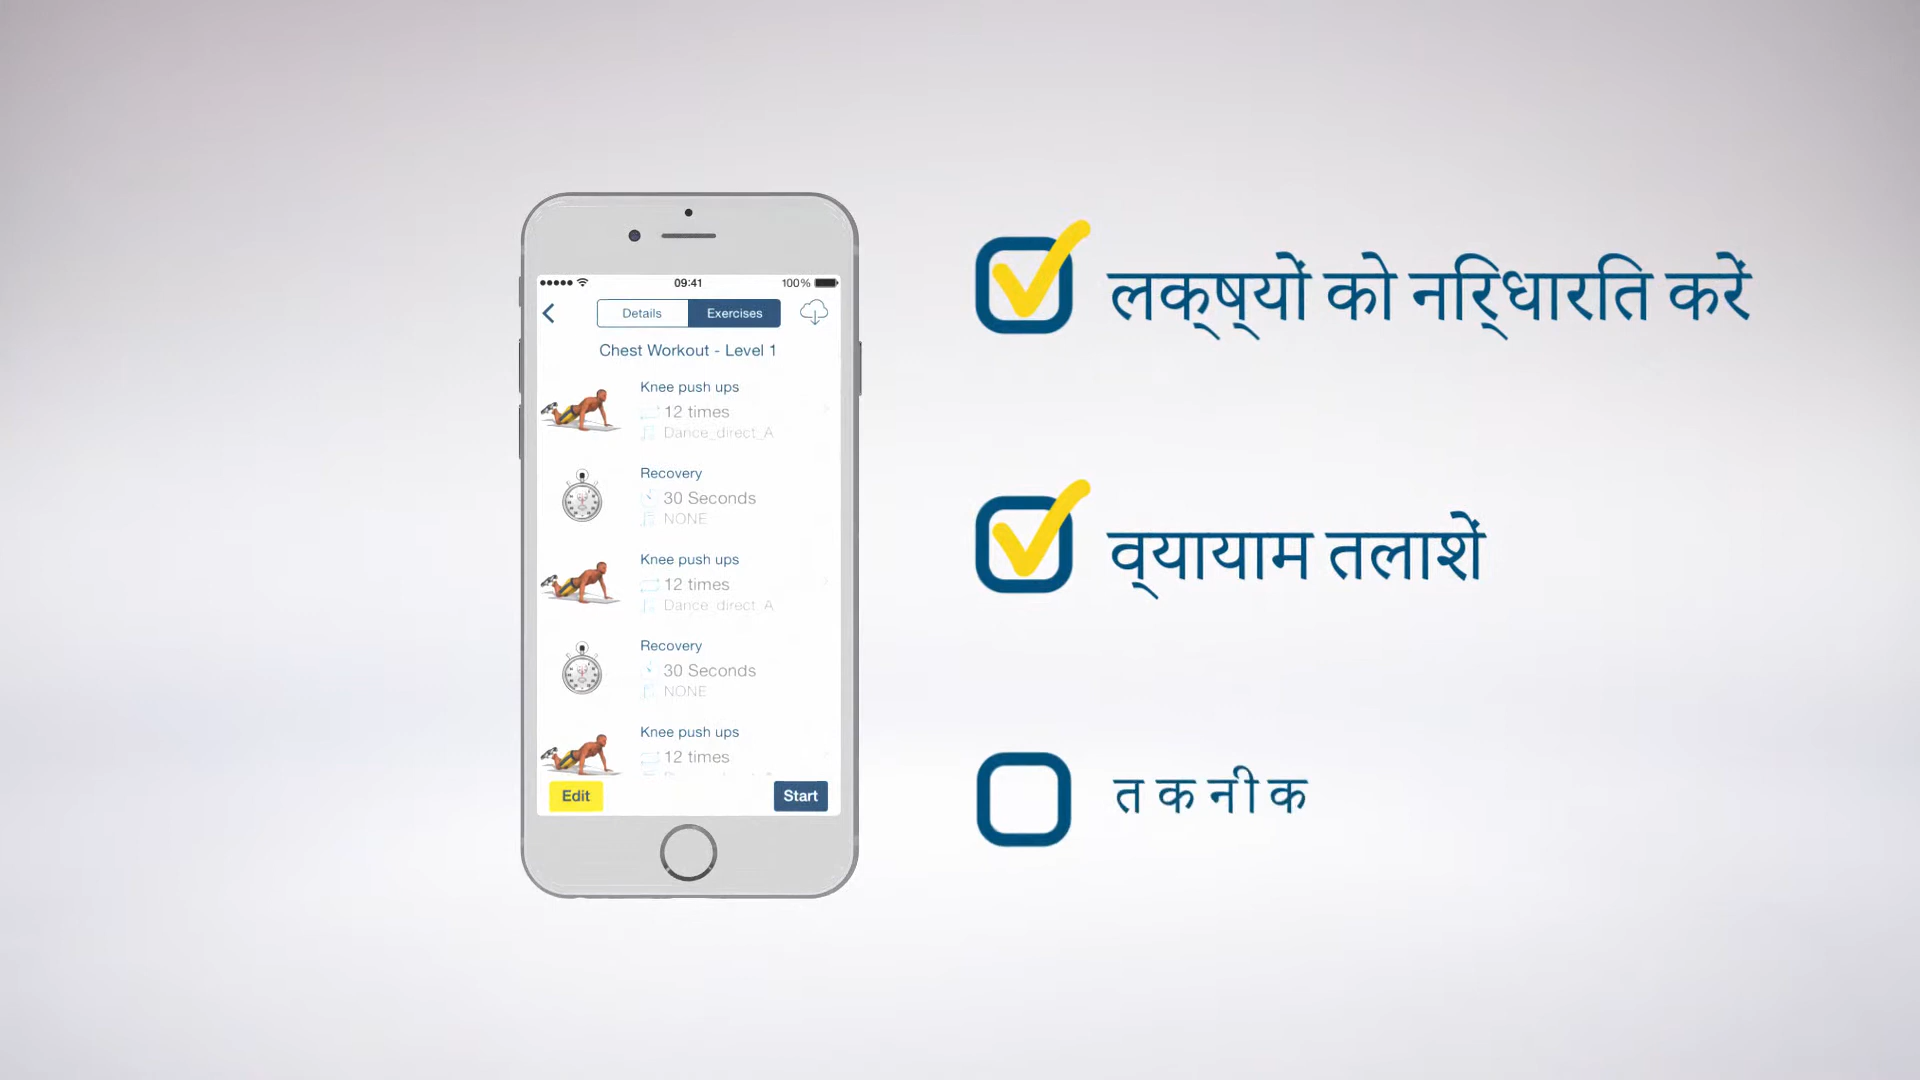 09:41
100%
Details
Exercises
Chest Workout - Level 1
Knee push ups
12 times
Dance_direct_A
Recovery
30 Seconds
NONE
Knee push ups
12 times
Dance_direct_A
Recovery
30 Seconds
NONE
Knee push ups
12 times
Edit
Start
लक्ष्यों को निर्धारित करें
व्यायाम तलाशें
तकनीक